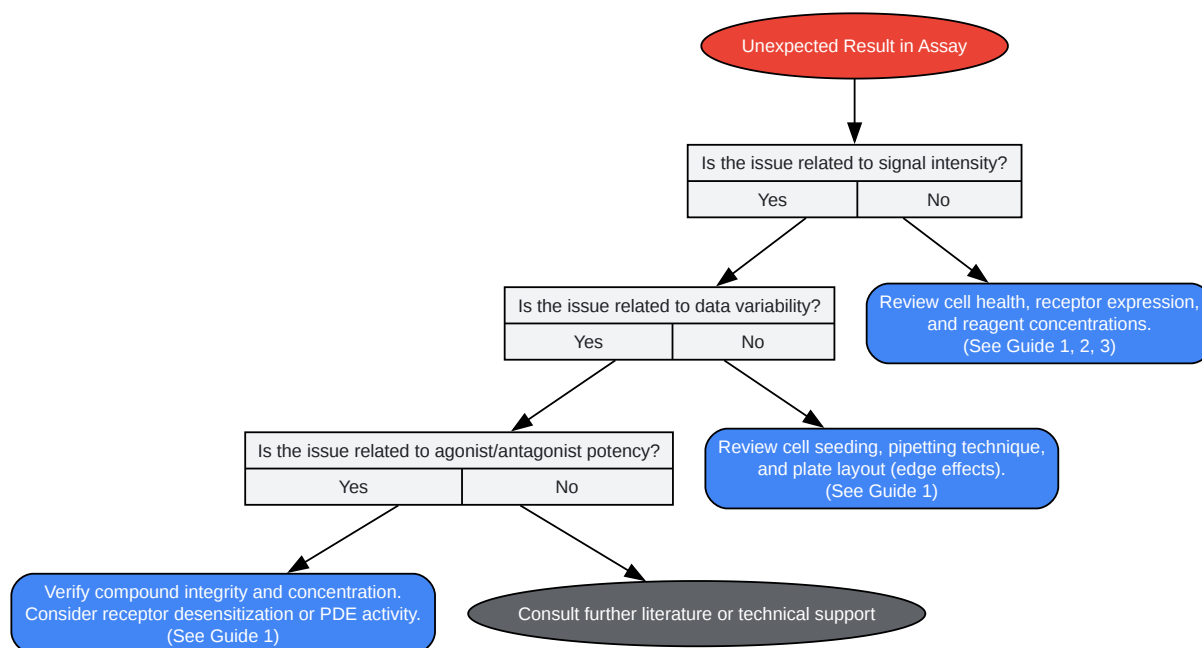 Unexpected Result in Assay
Is the issue related to signal intensity?
Yes
No
Is the issue related to data variability?
Yes
No
Review cell health, receptor expression,
and reagent concentrations.
(See Guide 1, 2, 3)
Is the issue related to agonist/antagonist potency?
Yes
No
Review cell seeding, pipetting technique,
and plate layout (edge effects).
(See Guide 1)
Verify compound integrity and concentration.
Consider receptor desensitization or PDE activity.
(See Guide 1)
Consult further literature or technical support